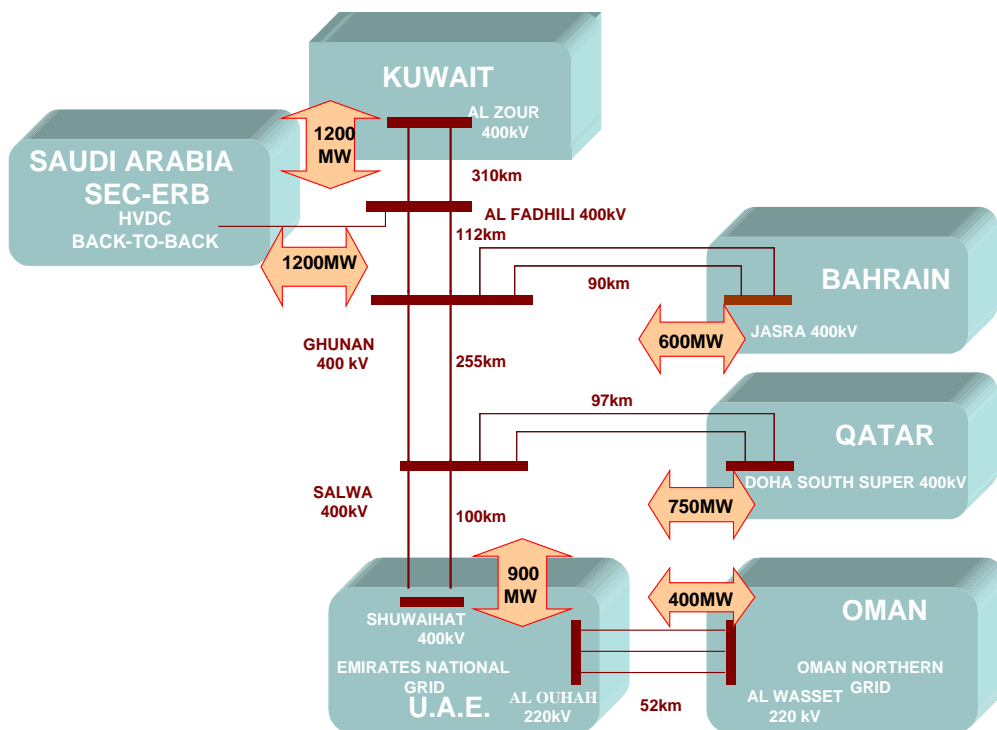 KUWAIT
AL ZOUR
400kV
1200
MW
SAUDI ARABIA
SEC-ERB
HVDC
BACK-TO-BACK
310km
AL FADHILI 400kV
112km
1200MW
90km
BAHRAIN
JASRA 400kV
600MW
GHUNAN
400 kV
255km
97km
QATAR
DOHA SOUTH SUPER 400kV
750MW
SALWA
400kV
100km
900
MW
400MW
OMAN
SHUWAIHAT
400kV
EMIRATES NATIONAL
GRID
U.A.E.
AL OUHAH
220kV
52km
OMAN NORTHERN
GRID
AL WASSET
220 kV